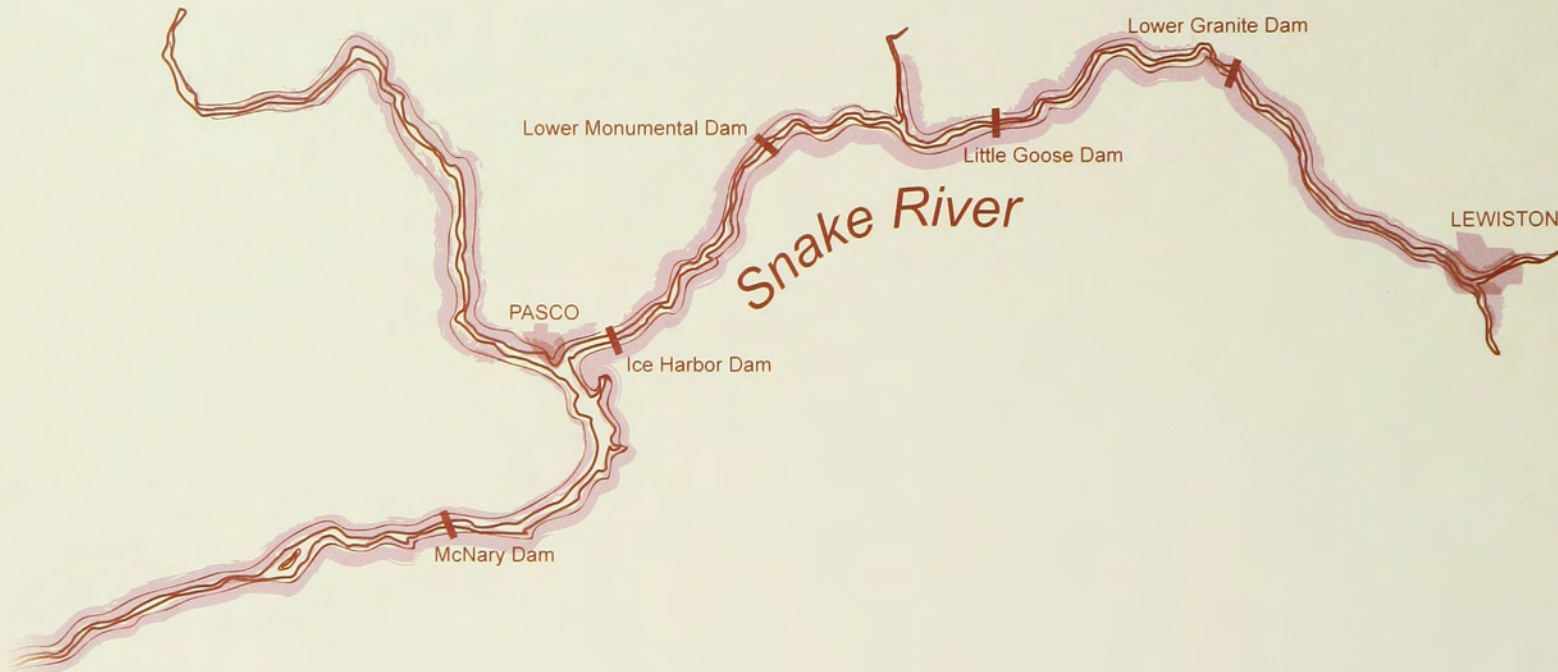 Lower Granite Dam
Lower Monumental Dam
Little Goose Dam
Snake River
LEWISTON
PASCO
Ice Harbor Dam
McNary Dam